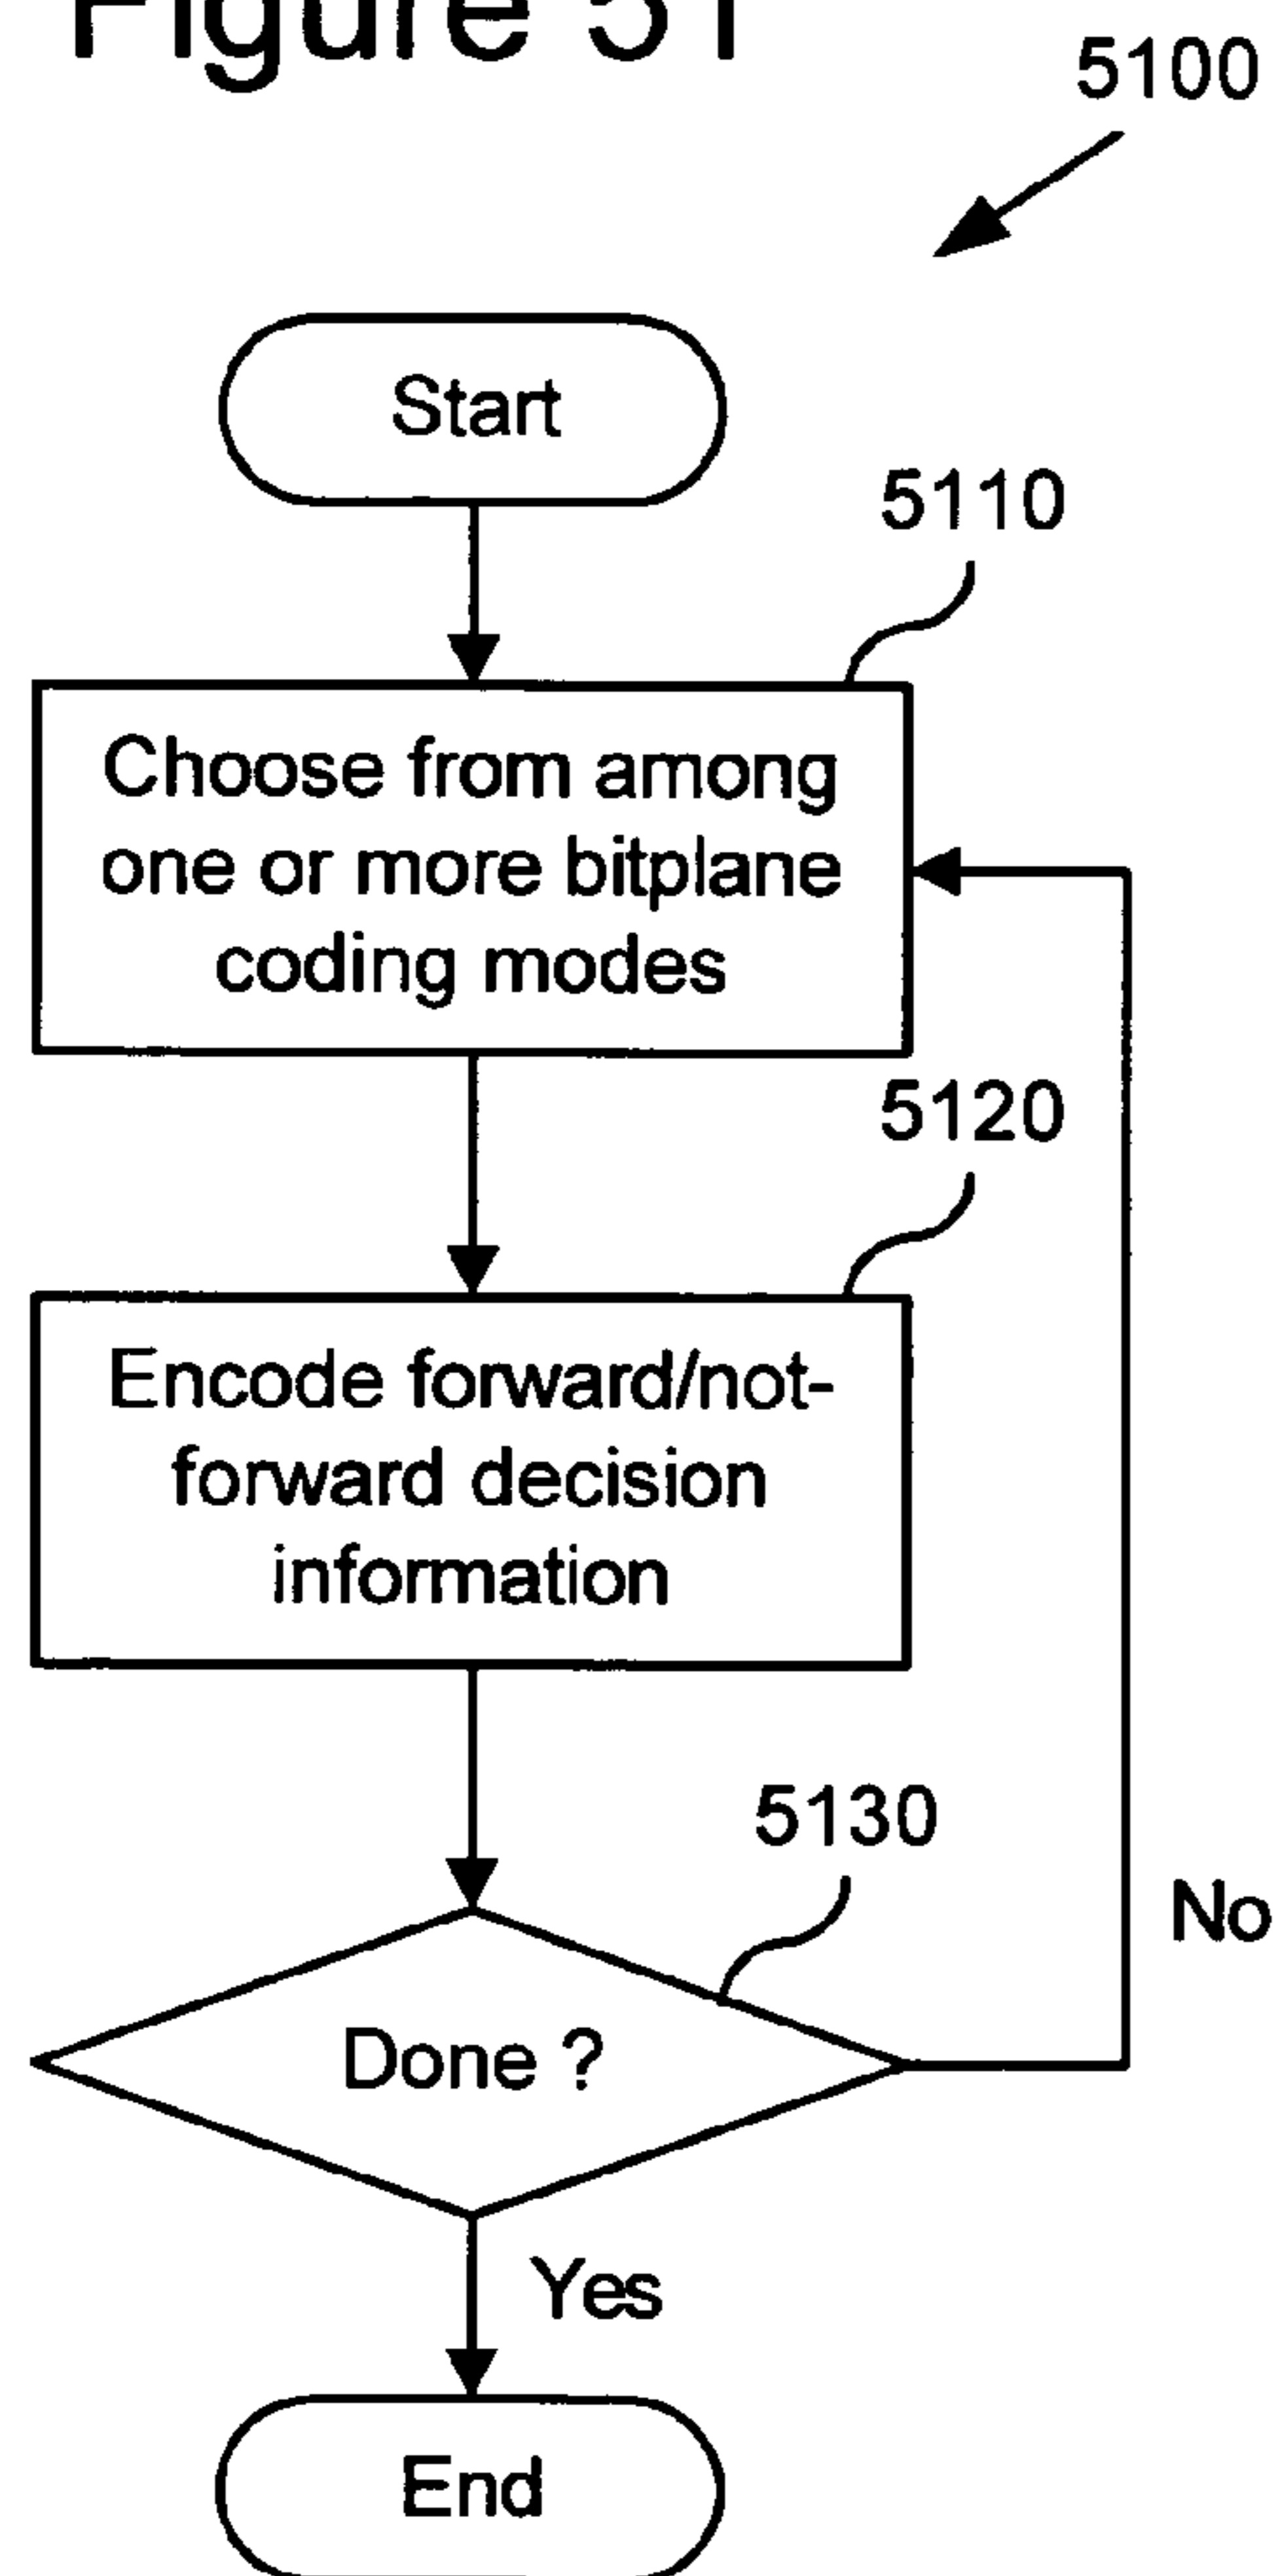 Figure 51
5100
Start
5110
Choose from among
one or more bitplane
coding modes
5120
Encode forward/not-
forward decision
information
5130
Done ?
No
Yes
End